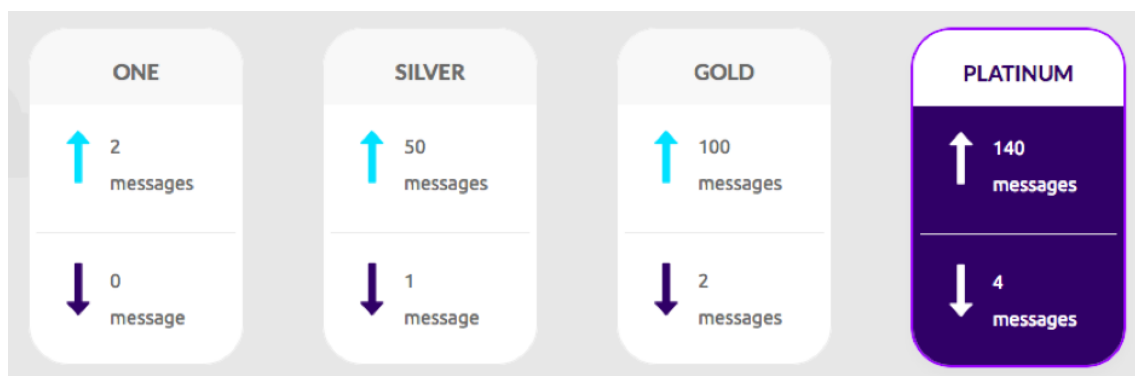 ONE
2
messages
0
message
SILVER
50
messages
1
message
GOLD
100
messages
2
messages
PLATINUM
140
messages
4
messages